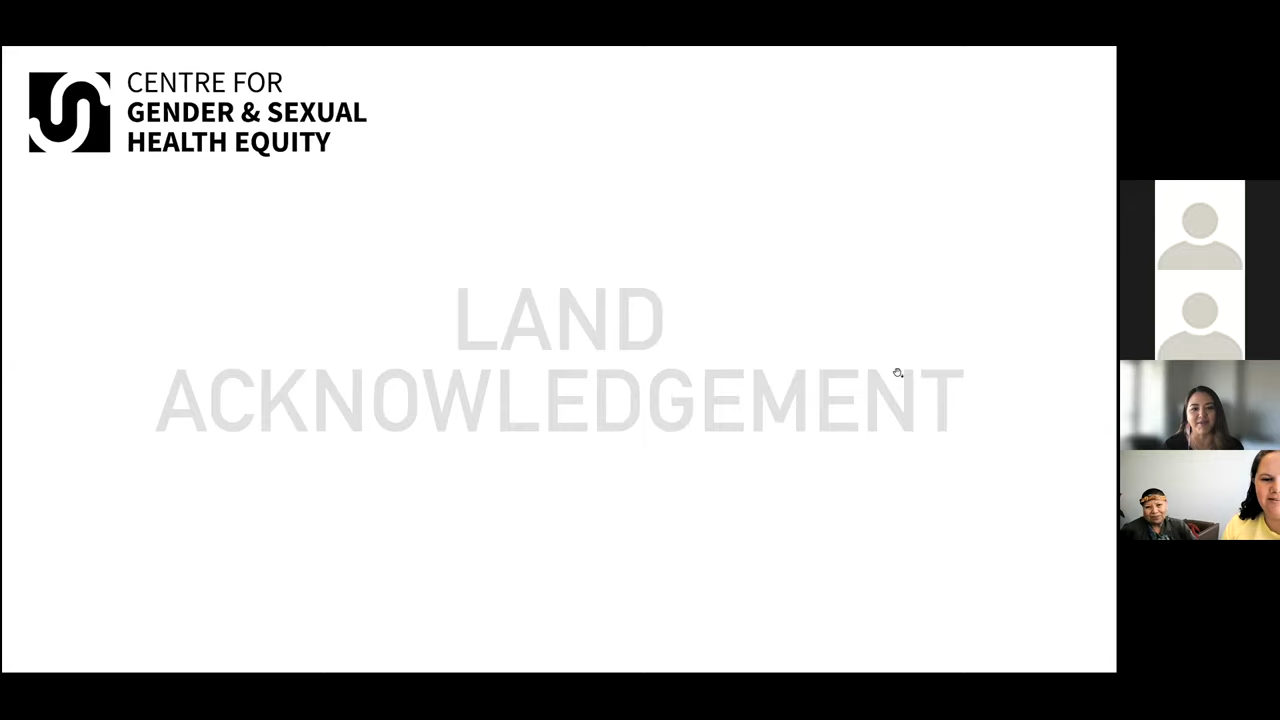 CENTRE FOR
GENDER & SEXUAL
HEALTH EQUITY
LAND
ACKNOWLEDGEMENT